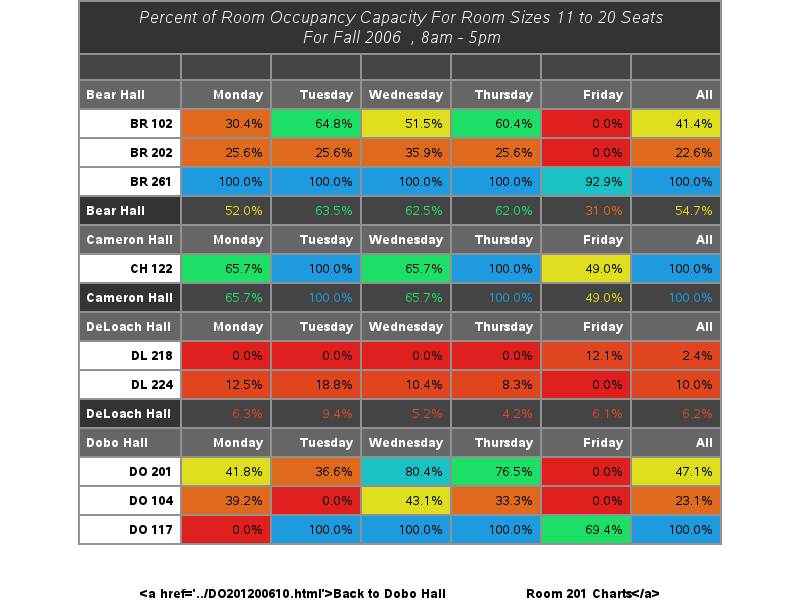 Percent of Room Occupancy Capacity For Room Sizes 11 to 20 Seats
For Fall 2006 , 8am - 5pm
Bear Hall Monday Tuesday Wednesday Thursday Friday All
BR 102 30.4% 64.8% 51.5% 60.4% 0.0% 41.4%
BR 202 25.6% 25.6% 35.9% 25.6% 0.0% 22.6%
BR 261 100.0% 100.0% 100.0% 100.0% 92.9% 100.0%
Bear Hall 52.0% 63.5% 62.5% 62.0% 31.0% 54.7%
Cameron Hall Monday Tuesday Wednesday Thursday Friday All
CH 122 65.7% 100.0% 65.7% 100.0% 49.0% 100.0%
Cameron Hall 65.7% 100.0% 65.7% 100.0% 49.0% 100.0%
DeLoach Hall Monday Tuesday Wednesday Thursday Friday All
DL 218 0.0% 0.0% 0.0% 0.0% 12.1% 2.4%
DL 224 12.5% 18.8% 10.4% 8.3% 0.0% 10.0%
DeLoach Hall 6.3% 9.4% 5.2% 4.2% 6.1% 6.2%
Dobo Hall Monday Tuesday Wednesday Thursday Friday All
DO 201 41.8% 36.6% 80.4% 76.5% 0.0% 47.1%
DO 104 39.2% 0.0% 43.1% 33.3% 0.0% 23.1%
DO 117 0.0% 100.0% 100.0% 100.0% 69.4% 100.0%
<a href='../DO201200610.html'>Back to Dobo Hall Room 201 Charts</a>